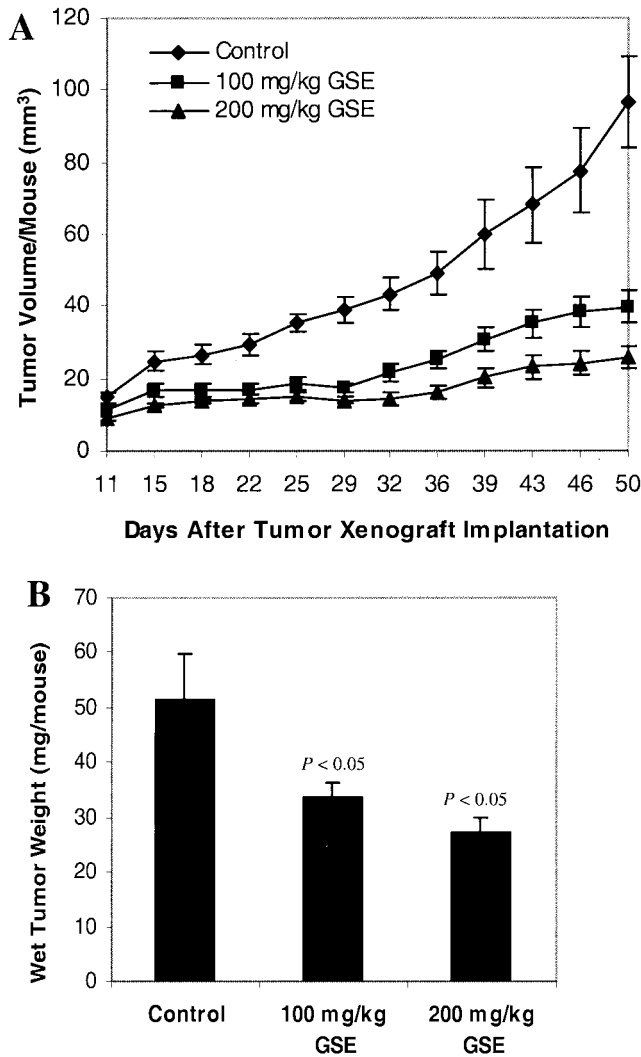 A
Tumor Volume/Mouse (mm³)
120
100
80
60
40
20
0
Control
100 mg/kg GSE
200 mg/kg GSE
11 15 18 22 25 29 32 36 39 43 46 50
Days After Tumor Xenograft Implantation
B
Wet Tumor Weight (mg/mouse)
70
60
50
40
30
20
10
0
P < 0.05
P < 0.05
Control 100 mg/kg 200 mg/kg
GSE GSE